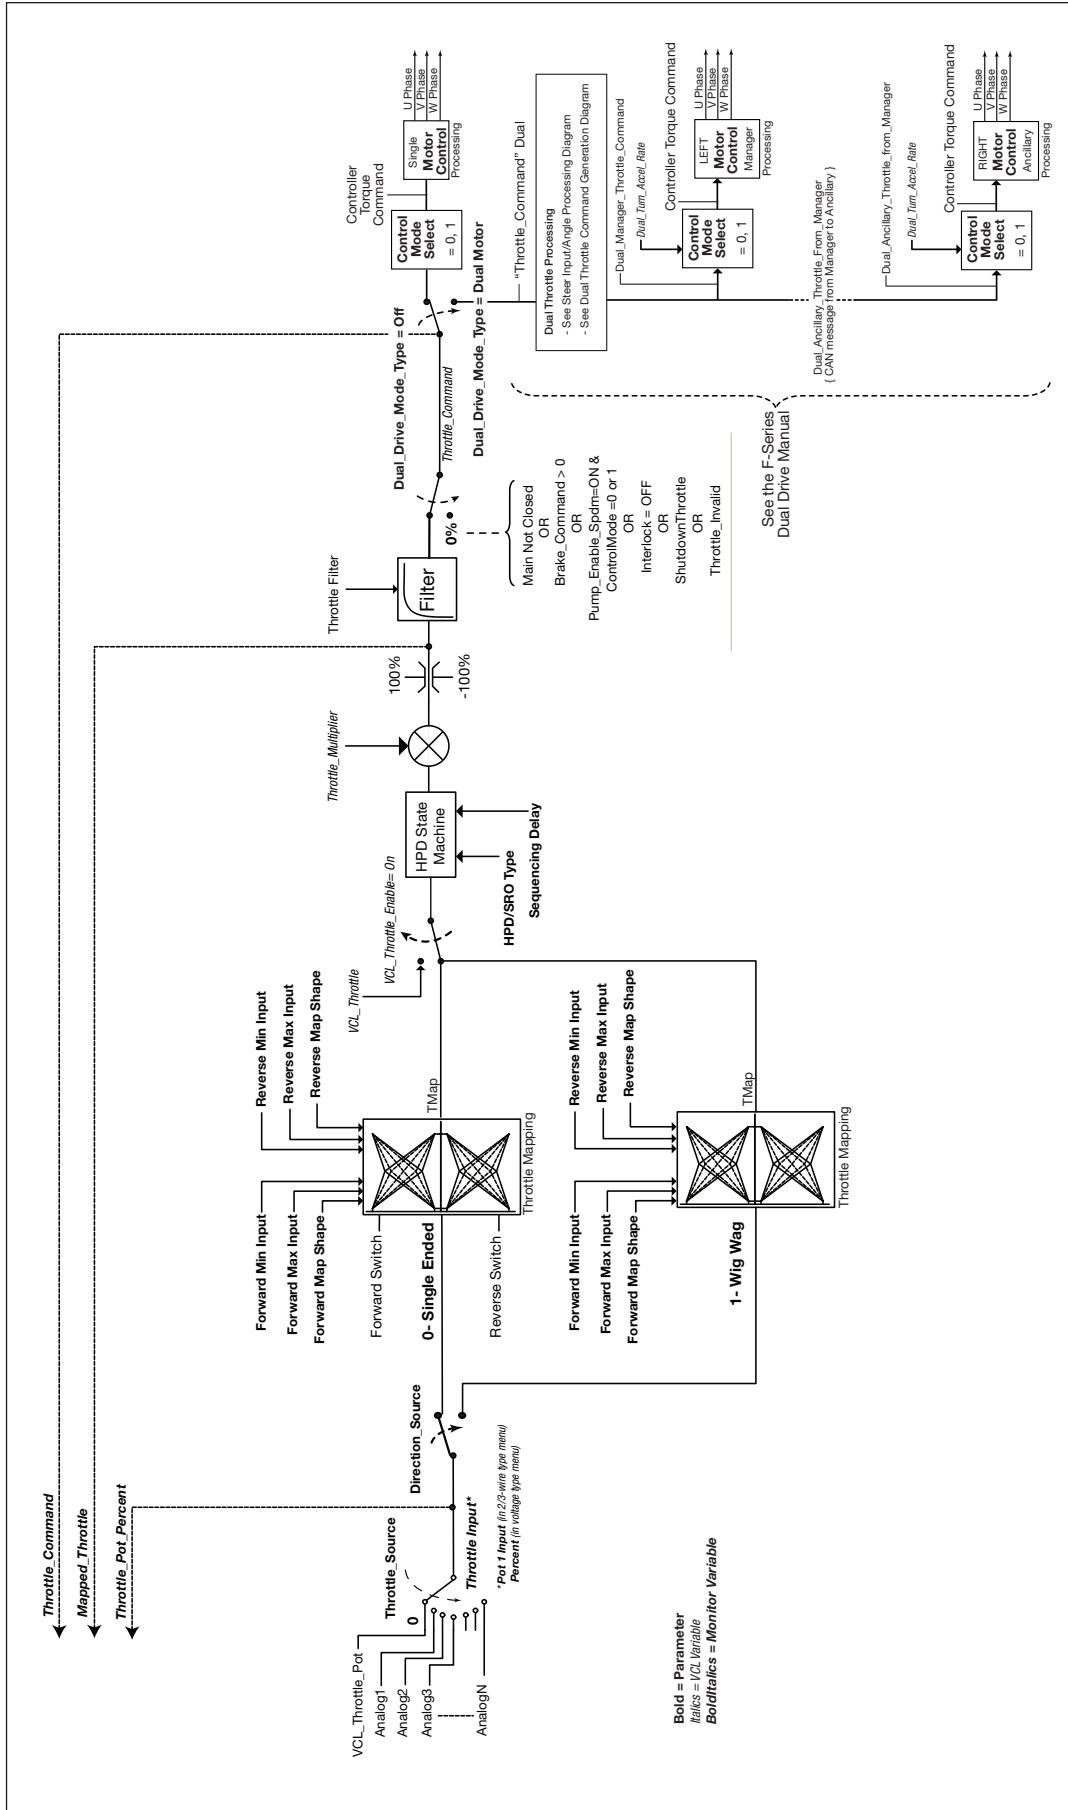 Throttle_Command
Mapped_Throttle
Throttle_Pot_Percent
VCL_Throttle_Pot
Analog1
Analog2
Analog3
AnalogN
0
Throttle_Source
Throttle Input*
*Pot 1 Input (in 2/3-wire type menu)
Percent (in voltage type menu)
Direction_Source
Forward Min Input
Forward Max Input
Forward Map Shape
Forward Switch
0- Single Ended
Reverse Switch
Reverse Min Input
Reverse Max Input
Reverse Map Shape
TMap
Throttle Mapping
Forward Min Input
Forward Max Input
Forward Map Shape
1- Wig Wag
Reverse Min Input
Reverse Max Input
Reverse Map Shape
TMap
Throttle Mapping
VCL_Throttle
VCL_Throttle_Enable= On
HPD State
Machine
HPD/SRO Type
Sequencing Delay
Throttle_Multiplier
100%
-100%
Throttle Filter
Filter
0%
Main Not Closed
OR
Brake_Command > 0
OR
Pump_Enable_Spdm=ON &
ControlMode =0 or 1
OR
Interlock = OFF
OR
ShutdownThrottle
OR
Throttle_Invalid
Dual_Drive_Mode_Type = Off
Throttle_Command
Dual_Drive_Mode_Type = Dual Motor
Controller
Torque
Command
Control
Mode
Select
= 0, 1
Single
Motor
Control
Processing
U Phase
V Phase
W Phase
"Throttle_Command" Dual
Dual Throttle Processing
- See Steer Input/Angle Processing Diagram
- See Dual Throttle Command Generation Diagram
Dual_Manager_Throttle_Command
Dual_Turn_Accel_Rate
Control
Mode
Select
= 0, 1
Controller Torque Command
LEFT
Motor
Control
Manager
Processing
U Phase
V Phase
W Phase
Dual_Ancillary_Throttle_From_Manager
{ CAN message from Manager to Ancillary }
Dual_Ancillary_Throttle_from_Manager
Dual_Turn_Accel_Rate
Control
Mode
Select
= 0, 1
Controller Torque Command
RIGHT
Motor
Control
Ancillary
Processing
U Phase
V Phase
W Phase
See the F-Series
Dual Drive Manual
Bold = Parameter
Italics = VCL Variable
BoldItalics = Monitor Variable